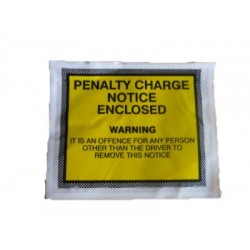 PENALTY CHARGE
NOTICE
ENCLOSED
WARNING
IT IS AN OFFENCE FOR ANY PERSON
OTHER THAN THE DRIVER TO
REMOVE THIS NOTICE